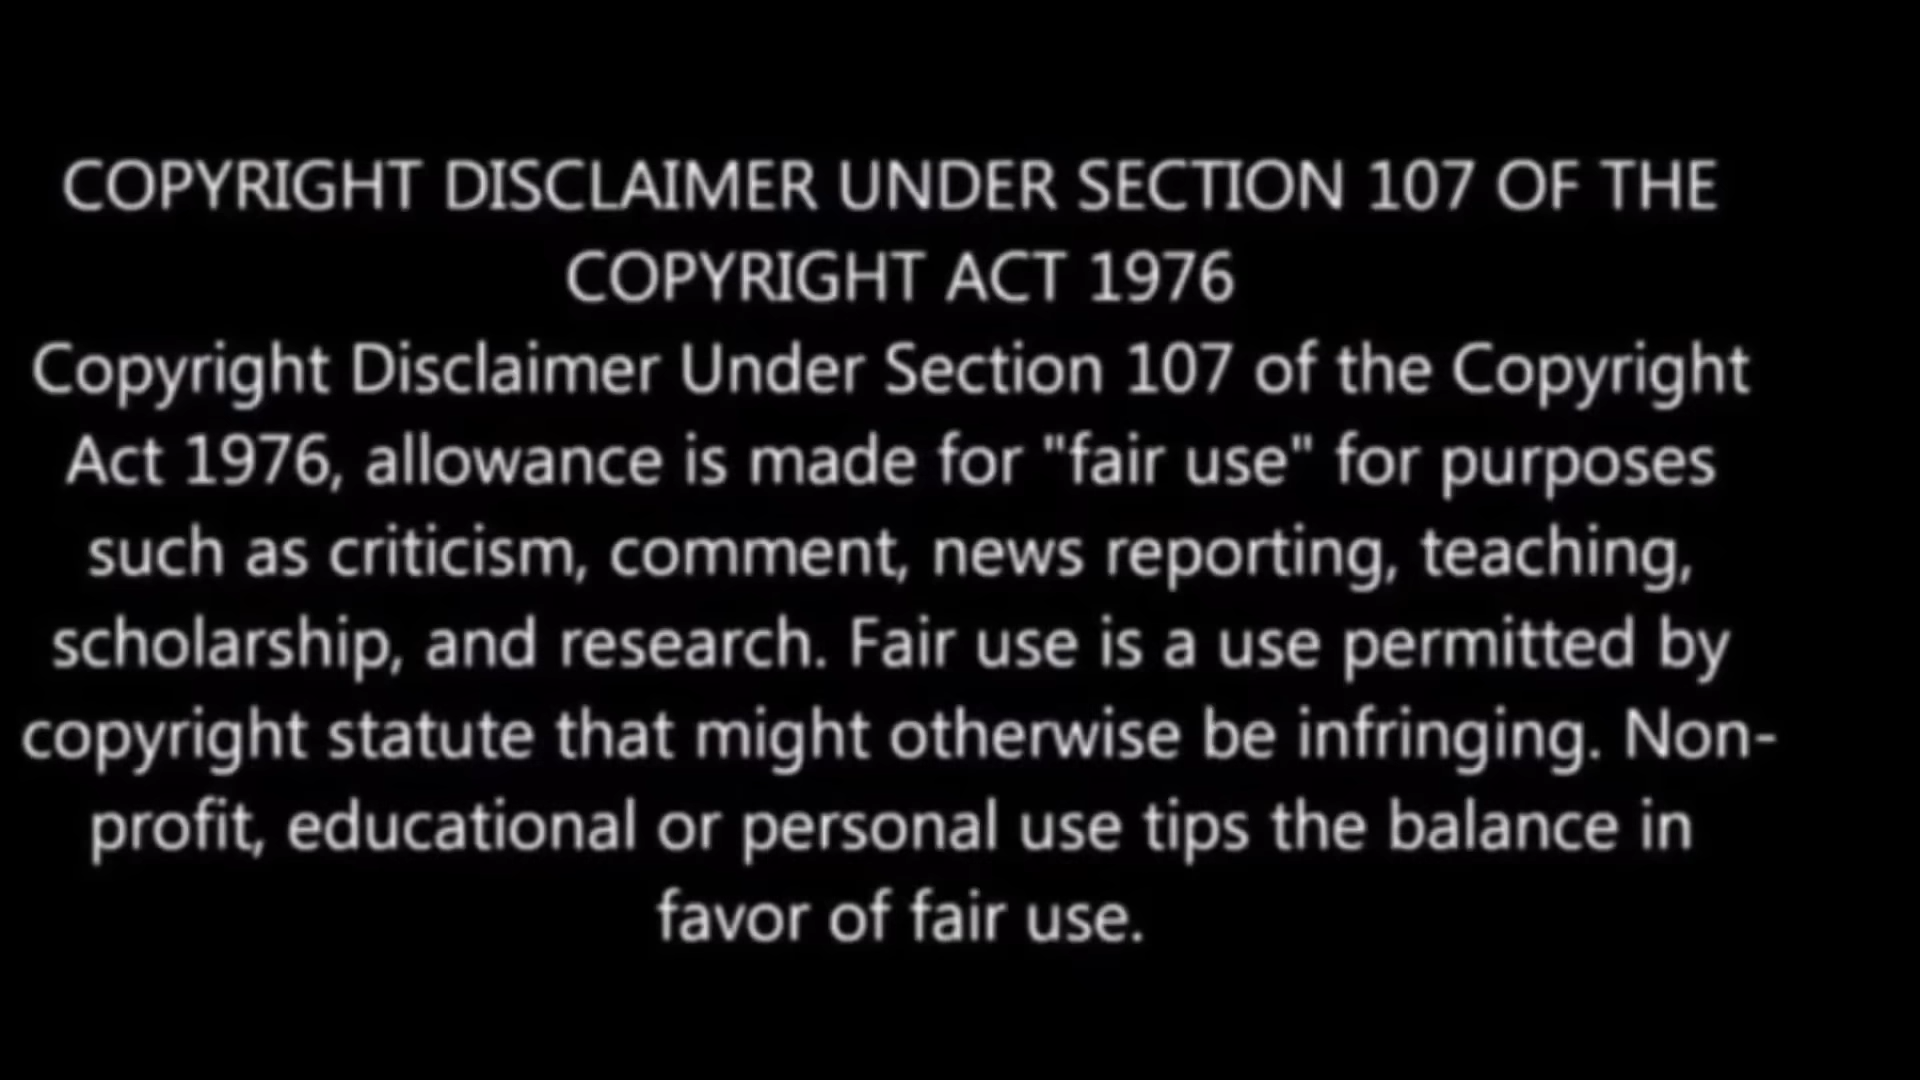 COPYRIGHT DISCLAIMER UNDER SECTION 107 OF THE
COPYRIGHT ACT 1976
Copyright Disclaimer Under Section 107 of the Copyright
Act 1976, allowance is made for "fair use" for purposes
such as criticism, comment, news reporting, teaching,
scholarship, and research. Fair use is a use permitted by
copyright statute that might otherwise be infringing. Non-
profit, educational or personal use tips the balance in
favor of fair use.